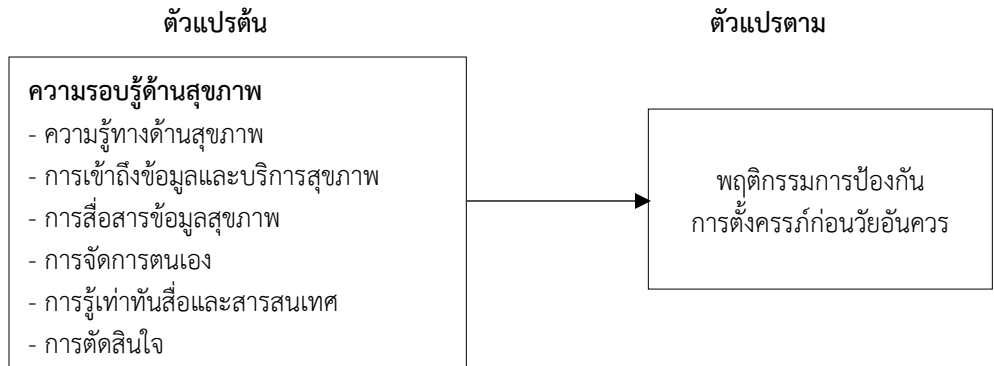 ตัวแปรต้น
ตัวแปรตาม
ความรอบรู้ด้านสุขภาพ
- ความรู้ทางด้านสุขภาพ
- การเข้าถึงข้อมูลและบริการสุขภาพ
- การสื่อสารข้อมูลสุขภาพ
- การจัดการตนเอง
- การรู้เท่าทันสื่อและสารสนเทศ
- การตัดสินใจ
พฤติกรรมการป้องกัน
การตั้งครรภ์ก่อนวัยอันควร